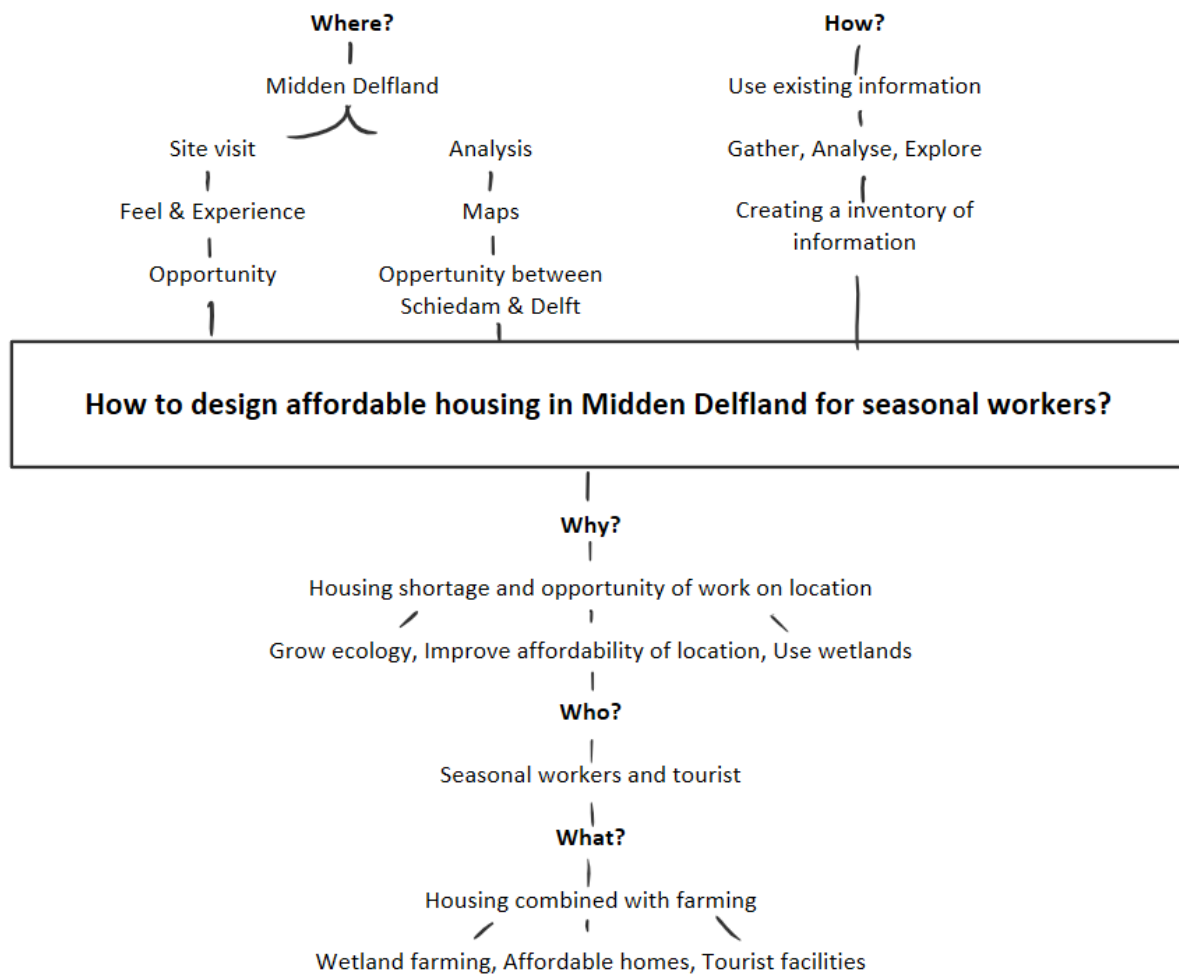 Where?
Midden Delfland
Site visit
Feel & Experience
Opportunity
Analysis
Maps
Oppertunity between
Schiedam & Delft
How?
Use existing information
Gather, Analyse, Explore
Creating a inventory of
information
How to design affordable housing in Midden Delfland for seasonal workers?
Why?
Housing shortage and opportunity of work on location
Grow ecology, Improve affordability of location, Use wetlands
Who?
Seasonal workers and tourist
What?
Housing combined with farming
Wetland farming, Affordable homes, Tourist facilities